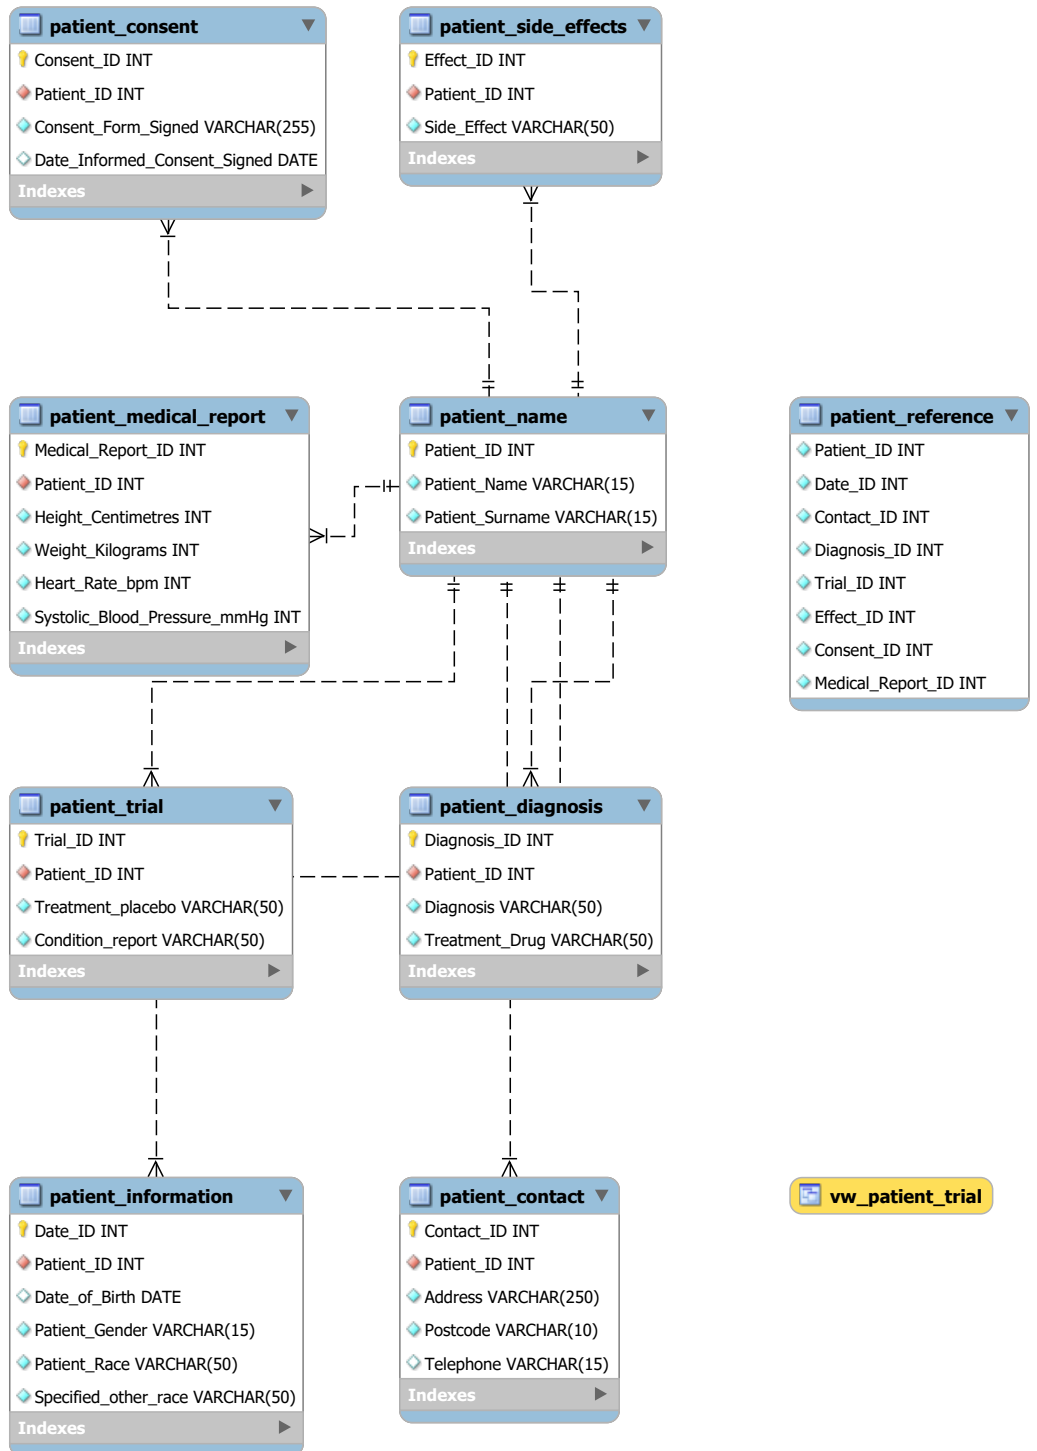 patient_consent
Consent_ID INT
Patient_ID INT
Consent_Form_Signed VARCHAR(255)
Date_Informed_Consent_Signed DATE
Indexes
patient_side_effects
Effect_ID INT
Patient_ID INT
Side_Effect VARCHAR(50)
Indexes
patient_medical_report
Medical_Report_ID INT
Patient_ID INT
Height_Centimetres INT
Weight_Kilograms INT
Heart_Rate_bpm INT
Systolic_Blood_Pressure_mmHg INT
Indexes
patient_name
Patient_ID INT
Patient_Name VARCHAR(15)
Patient_Surname VARCHAR(15)
Indexes
patient_reference
Patient_ID INT
Date_ID INT
Contact_ID INT
Diagnosis_ID INT
Trial_ID INT
Effect_ID INT
Consent_ID INT
Medical_Report_ID INT
patient_trial
Trial_ID INT
Patient_ID INT
Treatment_placebo VARCHAR(50)
Condition_report VARCHAR(50)
Indexes
patient_diagnosis
Diagnosis_ID INT
Patient_ID INT
Diagnosis VARCHAR(50)
Treatment_Drug VARCHAR(50)
Indexes
patient_information
Date_ID INT
Patient_ID INT
Date_of_Birth DATE
Patient_Gender VARCHAR(15)
Patient_Race VARCHAR(50)
Specified_other_race VARCHAR(50)
Indexes
patient_contact
Contact_ID INT
Patient_ID INT
Address VARCHAR(250)
Postcode VARCHAR(10)
Telephone VARCHAR(15)
Indexes
vw_patient_trial